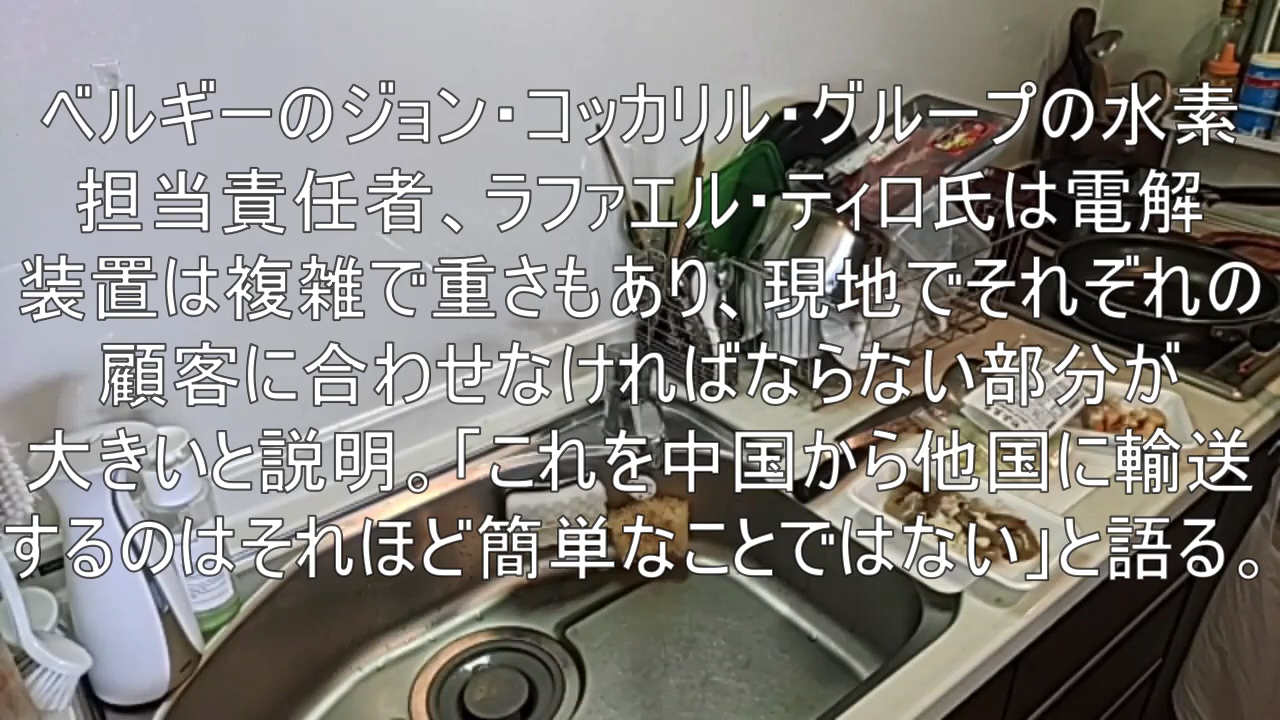 ベルギーのジョン・コッカリル・グループの水素
担当責任者、ラファエル・ティロ氏は電解
装置は複雑で重さもあり、現地でそれぞれの
顧客に合わせなければならない部分が
大きいと説明。「これを中国から他国に輸送
するのはそれほど簡単なことではない」と語る。